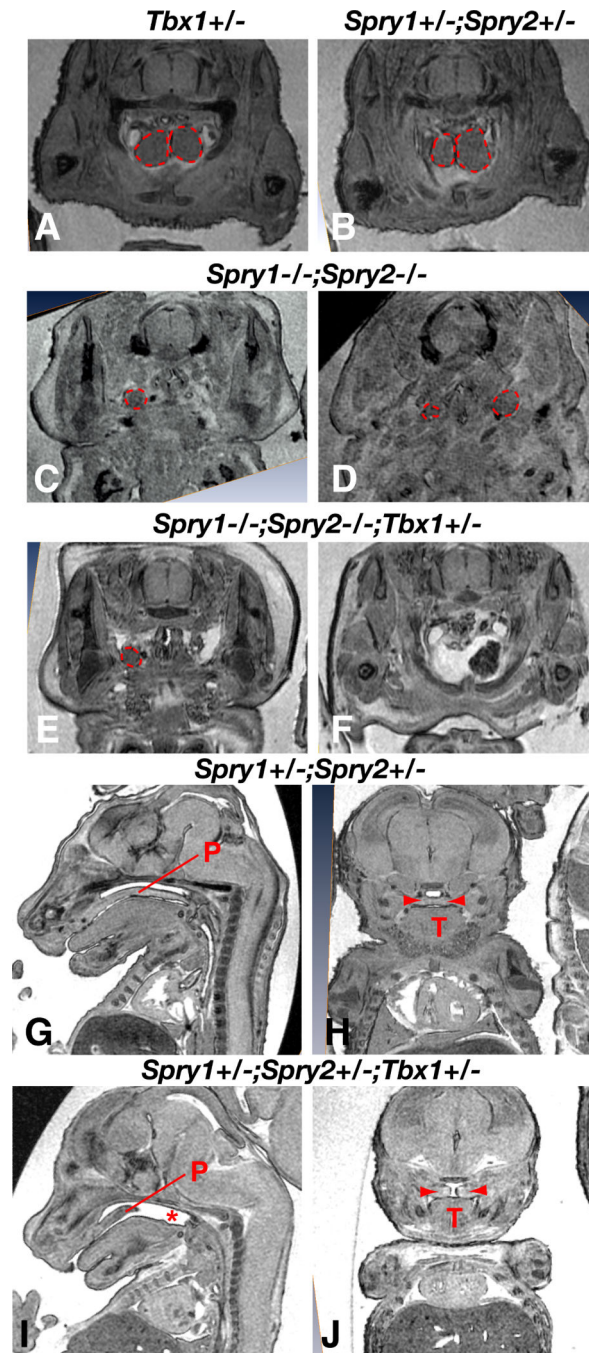 Tbx1+/- Spry1+/-;Spry2+/-
A B
Spry1-/-;Spry2-/-
C D
Spry1-/-;Spry2-/-;Tbx1+/-
E F
Spry1+/-;Spry2+/-
P
T
G H
Spry1+/-;Spry2+/-;Tbx1+/-
P
*
T
I J